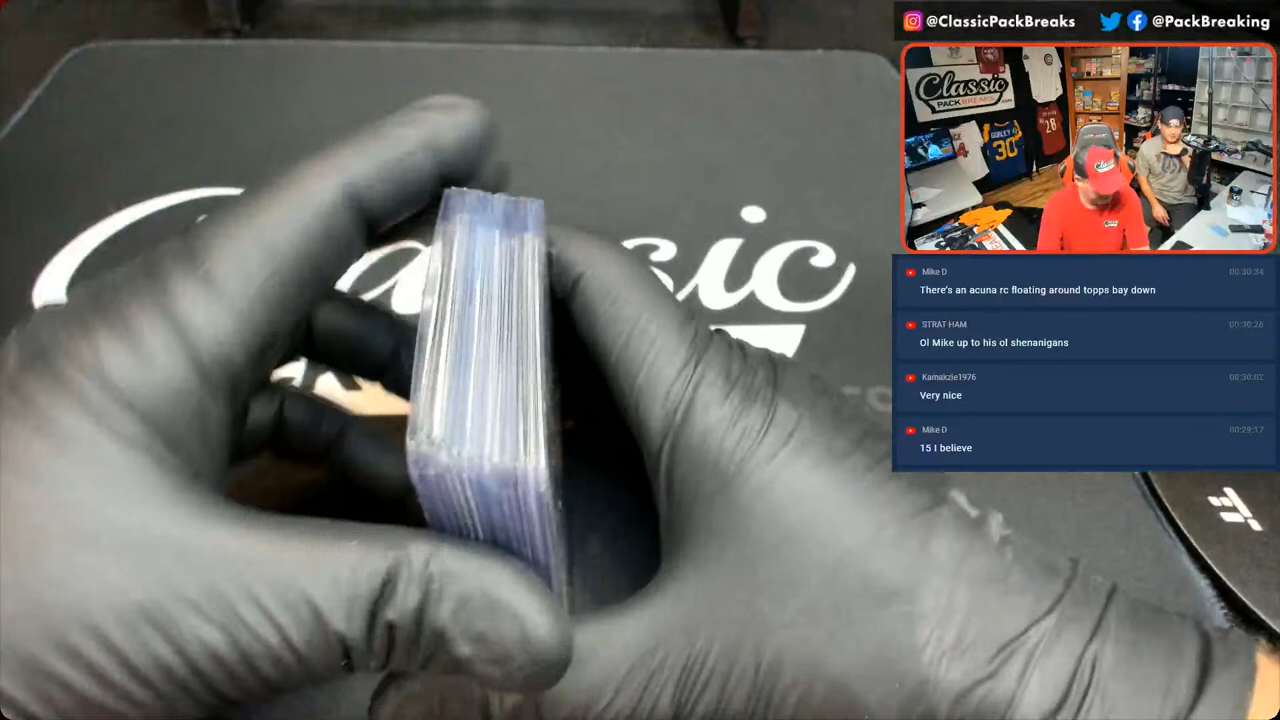 @ClassicPackBreaks @PackBreaking
Classic
PACKBREAKS
GURLEY
30
28
Classic
Mike D 00:30:34
There's an acuna rc floating around topps bay down
STRAT HAM 00:30:26
Ol Mike up to his ol shenanigans
Kamakzie1976 00:30:02
Very nice
Mike D 00:29:17
15 I believe